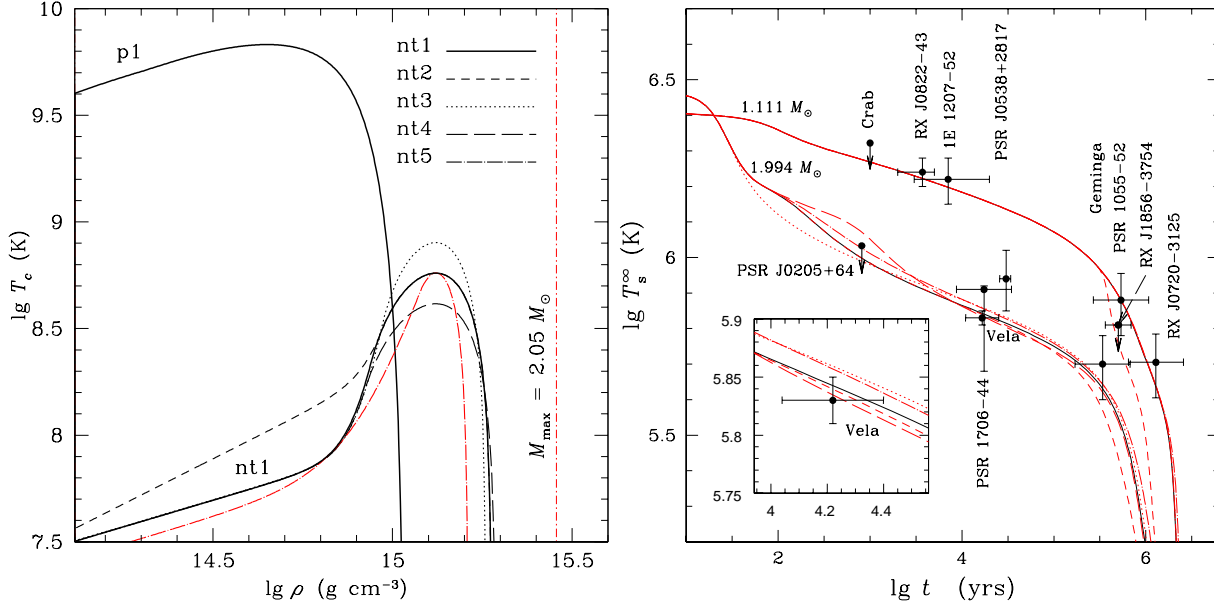 lg T_c (K)
10
9.5
9
8.5
8
7.5
p1
nt1
nt2
nt3
nt4
nt5
nt1
M_max = 2.05 M_⊙
14.5
15
15.5
lg ρ (g cm⁻³)
lg T_s^∞ (K)
6.5
6
5.5
1.111 M_⊙
1.994 M_⊙
Crab
RX J0822−43
1E 1207−52
PSR J0538+2817
PSR J0205+64
Geminga
PSR 1055−52
RX J1856−3754
RX J0720−3125
Vela
PSR 1706−44
5.9
5.85
5.8
5.75
Vela
4
4.2
4.4
2
4
6
lg t (yrs)